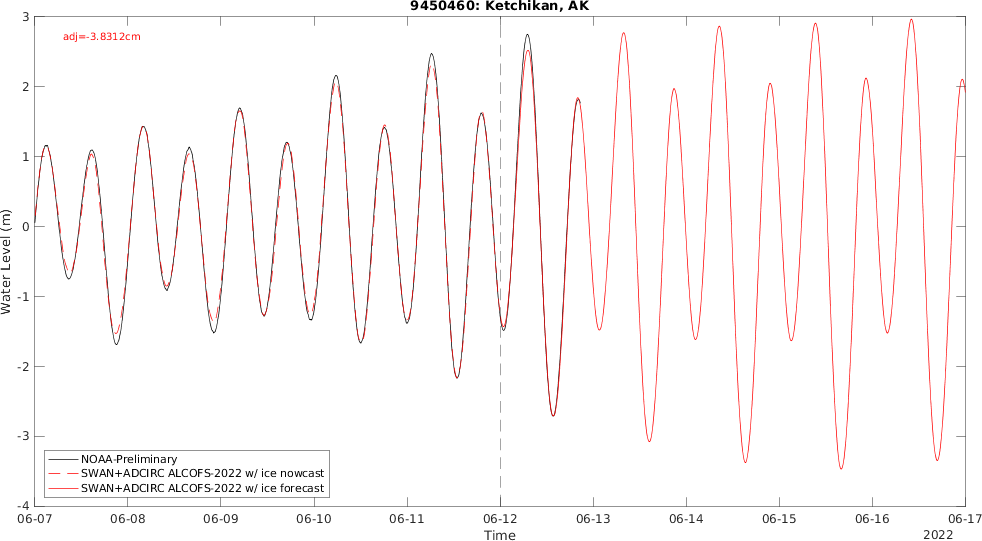 9450460: Ketchikan, AK
adj=-3.8312cm
3
2
1
0
-1
-2
-3
-4
Water Level (m)
NOAA-Preliminary
SWAN+ADCIRC ALCOFS-2022 w/ ice nowcast
SWAN+ADCIRC ALCOFS-2022 w/ ice forecast
06-07 06-08 06-09 06-10 06-11 06-12 06-13 06-14 06-15 06-16 06-17
Time
2022